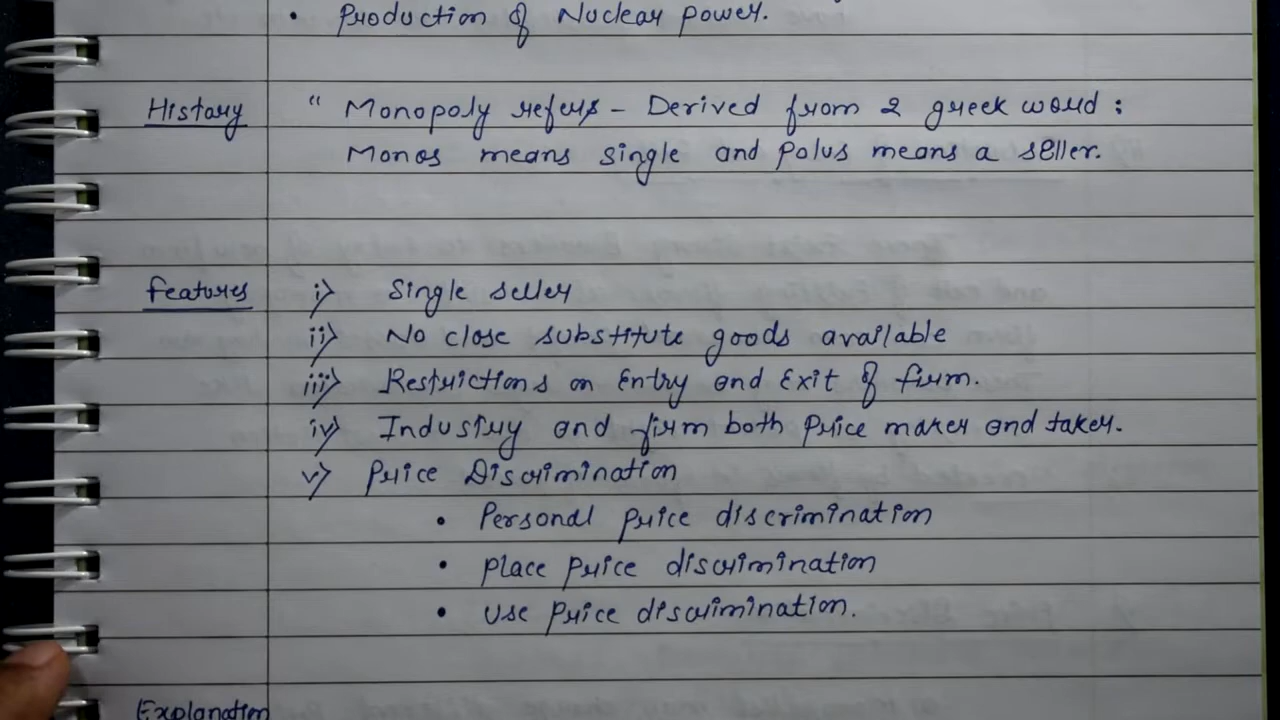 • Production of Nuclear power.
History " Monopoly refers - Derived from 2 greek word :
Monos means single and Polus means a seller.
features i) Single seller
ii) No close substitute goods available
iii) Restrictions on Entry and Exit of firm.
iv) Industry and firm both Price maker and taker.
v) Price Discrimination
• Personal price discrimination
• Place price discrimination
• Use Price discrimination.
Explanation